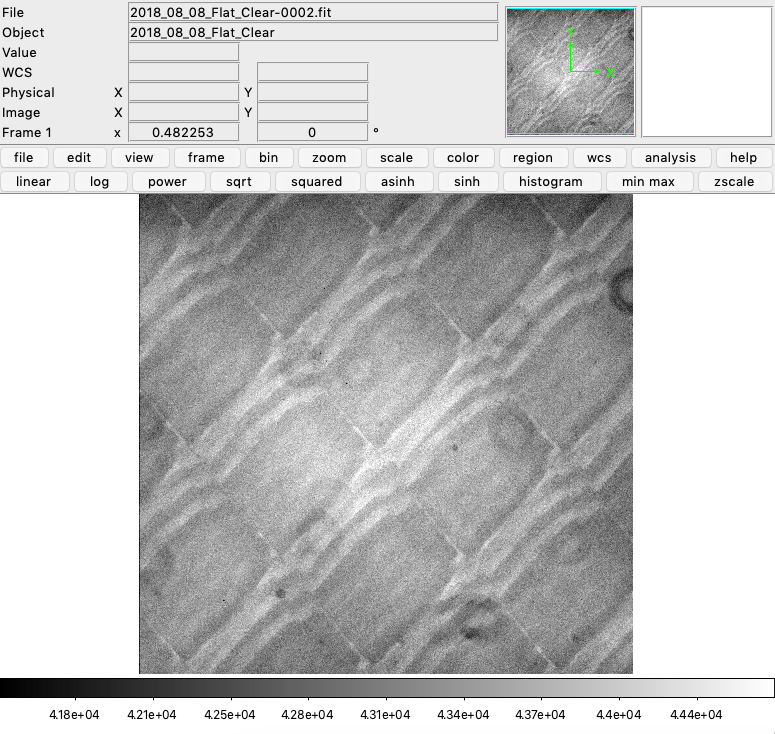 File 2018_08_08_Flat_Clear-0002.fit
Object 2018_08_08_Flat_Clear
Value
WCS
Physical X Y
Image X Y
Frame 1 x 0.482253 0 °
Y
X
file edit view frame bin zoom scale color region wcs analysis help
linear log power sqrt squared asinh sinh histogram min max zscale
4.18e+04 4.21e+04 4.25e+04 4.28e+04 4.31e+04 4.34e+04 4.37e+04 4.4e+04 4.44e+04